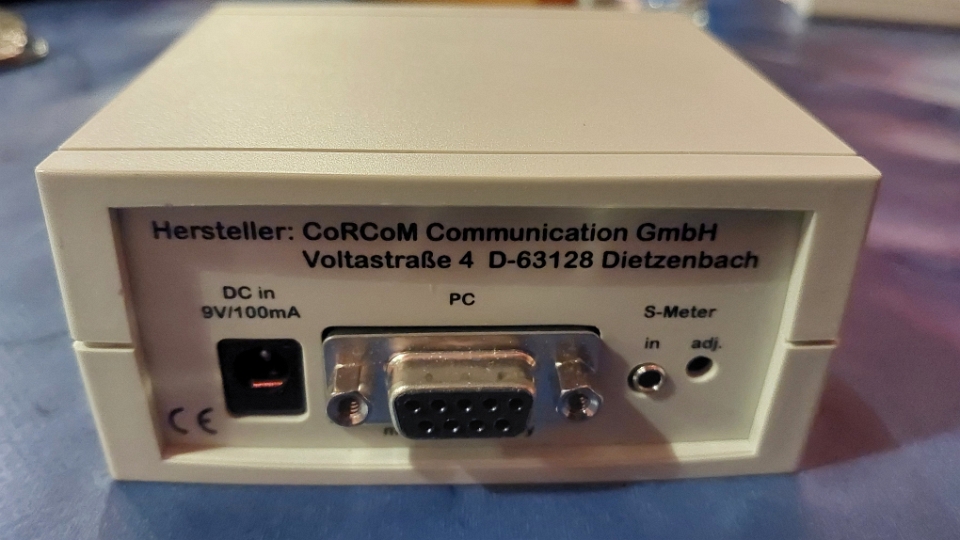 Hersteller: CoRCoM Communication GmbH
Voltastraße 4 D-63128 Dietzenbach
DC in
9V/100mA
PC
S-Meter
in
adj.
CE